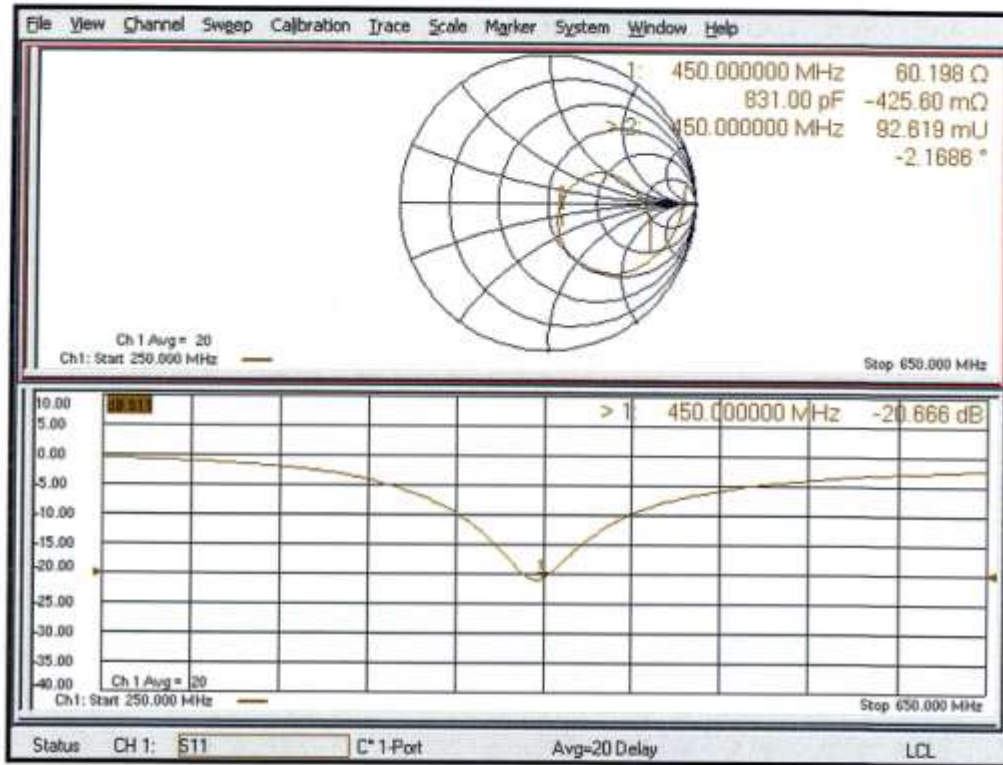 File View Channel Sweep Calibration Trace Scale Marker System Window Help
1: 450.000000 MHz 60.198 Ω
831.00 pF -425.60 mΩ
> 2: 450.000000 MHz 92.619 mU
-2.1686 °
Ch 1 Avg = 20
Ch1: Start 250.000 MHz
Stop 650.000 MHz
10.00
dB S11
> 1: 450.000000 MHz -20.666 dB
5.00
0.00
-5.00
-10.00
-15.00
-20.00
-25.00
-30.00
-35.00
-40.00
Ch 1 Avg = 20
Ch1: Start 250.000 MHz
Stop 650.000 MHz
Status CH 1: S11 C* 1-Port Avg=20 Delay LCL